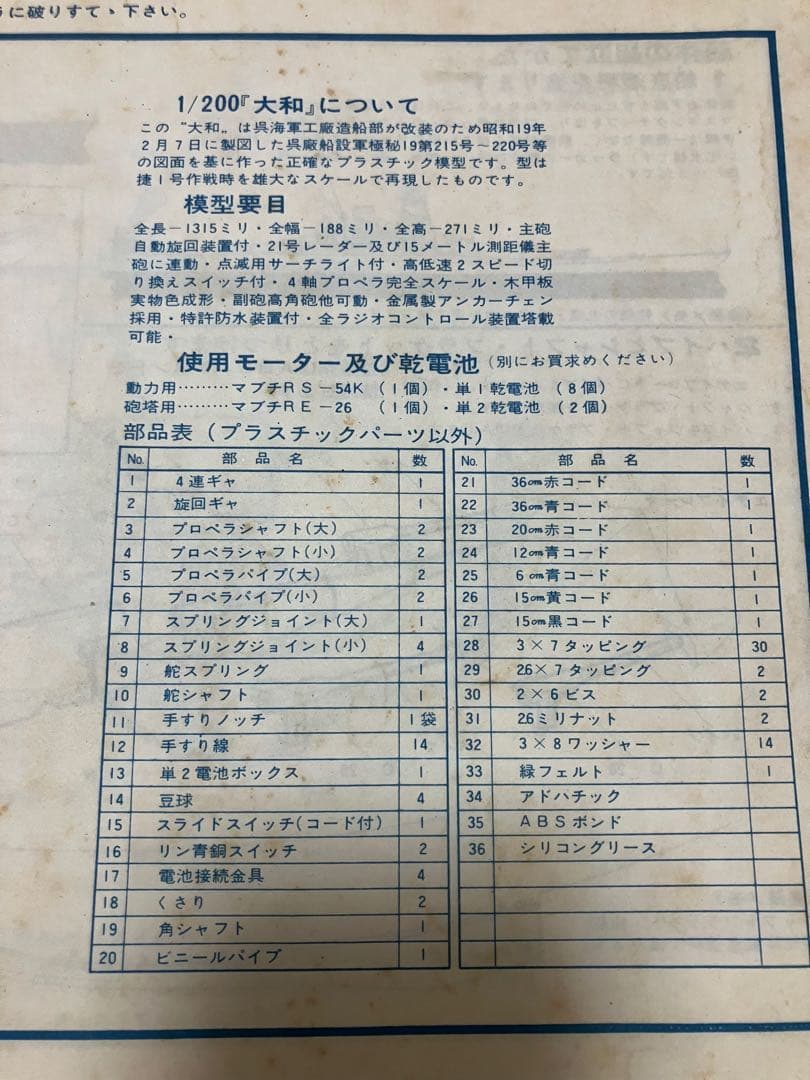 に破りすて、下さい。
1/200『大和』について
この〝大和〟は呉海軍工廠造船部が改装のため昭和19年
2月7日に製図した呉廠船設軍極秘19第215号～220号等
の図面を基に作った正確なプラスチック模型です。型は
捷1号作戦時を雄大なスケールで再現したものです。
模型要目
全長－1315ミリ・全幅－188ミリ・全高－271ミリ・主砲
自動旋回装置付・21号レーダー及び15メートル測距儀主
砲に連動・点滅用サーチライト付・高低速2スピード切
り換えスイッチ付・4軸プロペラ完全スケール・木甲板
実物色成形・副砲高角砲他可動・金属製アンカーチェン
採用・特許防水装置付・全ラジオコントロール装置塔載
可能・
使用モーター及び乾電池(別にお買求めください)
動力用………マブチRS－54K (1個)・単1乾電池 (8個)
砲塔用………マブチRE－26 (1個)・単2乾電池 (2個)
部品表(プラスチックパーツ以外)
No. 部品名 数
1 4連ギャ 1
2 旋回ギャ 1
3 プロペラシャフト(大) 2
4 プロペラシャフト(小) 2
5 プロペラパイプ(大) 2
6 プロペラパイプ(小) 2
7 スプリングジョイント(大) 1
8 スプリングジョイント(小) 4
9 舵スプリング 1
10 舵シャフト 1
11 手すりノッチ 1袋
12 手すり線 14
13 単2電池ボックス 1
14 豆球 4
15 スライドスイッチ(コード付) 1
16 リン青銅スイッチ 2
17 電池接続金具 4
18 くさり 2
19 角シャフト 1
20 ビニールパイプ 1
No. 部品名 数
21 36cm赤コード 1
22 36cm青コード 1
23 20cm赤コード 1
24 12cm青コード 1
25 6cm青コード 1
26 15cm黄コード 1
27 15cm黒コード 1
28 3×7タッピング 30
29 2.6×7タッピング 2
30 2×6ビス 2
31 2.6ミリナット 2
32 3×8ワッシャー 14
33 緑フェルト 1
34 アドハチック
35 ABSボンド
36 シリコングリース